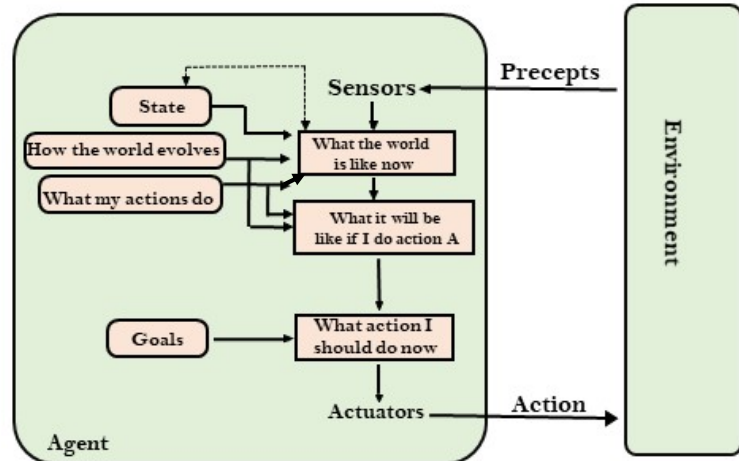 Precepts
Sensors
State
What the world
is like now
How the world evolves
What my actions do
What it will be
like if I do action A
Environment
Goals
What action I
should do now
Actuators
Action
Agent